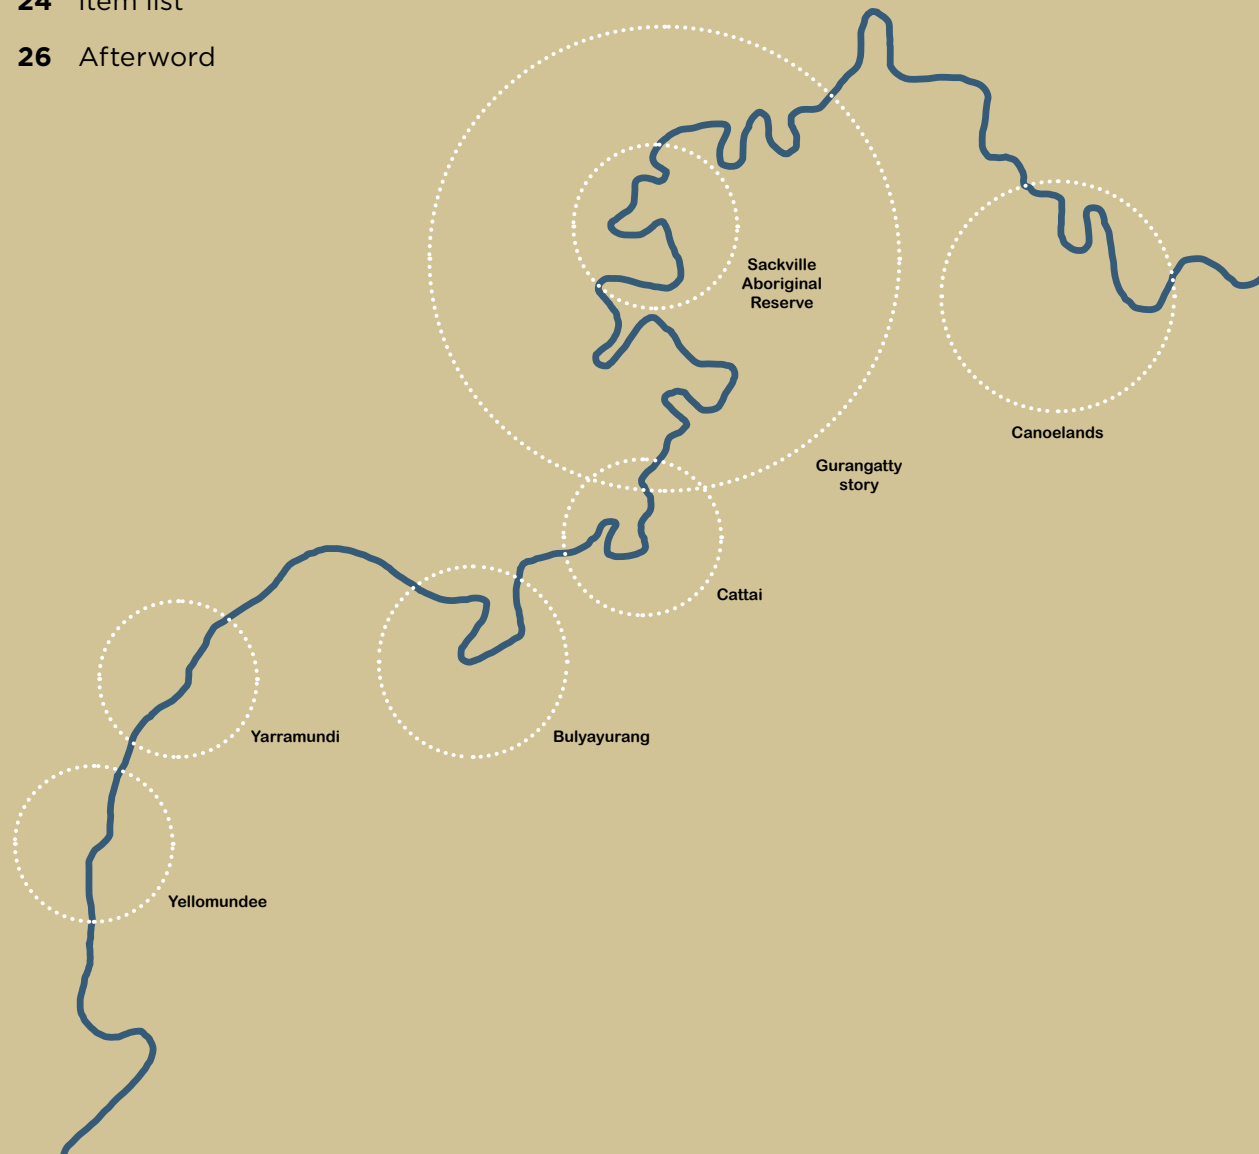 24 Item list
26 Afterword
Sackville
Aboriginal
Reserve
Canoelands
Gurangatty
story
Cattai
Yarramundi
Bulyayurang
Yellomundee